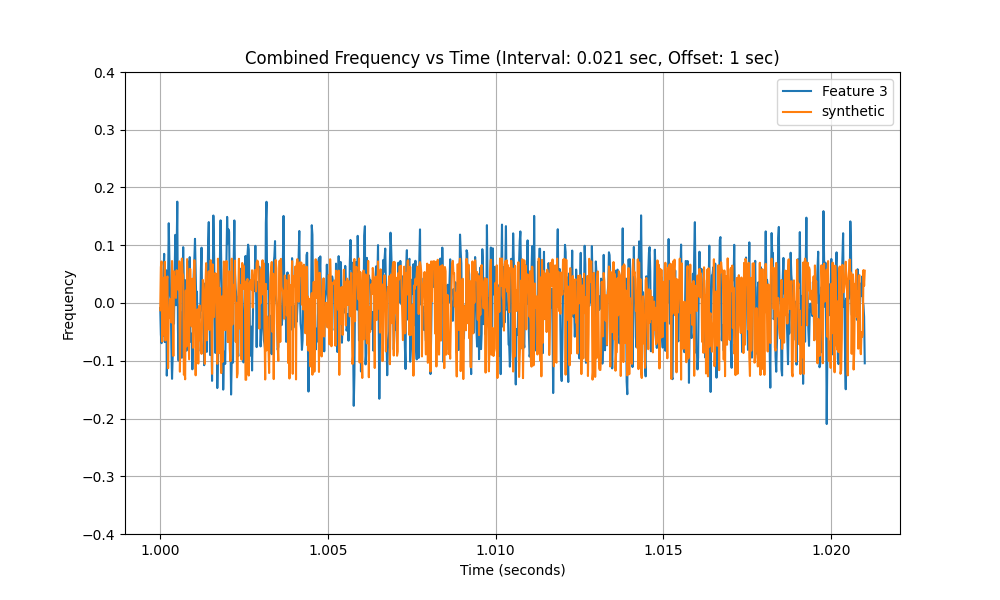 Combined Frequency vs Time (Interval: 0.021 sec, Offset: 1 sec)
Feature 3
synthetic
Frequency
0.4
0.3
0.2
0.1
0.0
−0.1
−0.2
−0.3
−0.4
1.000 1.005 1.010 1.015 1.020
Time (seconds)